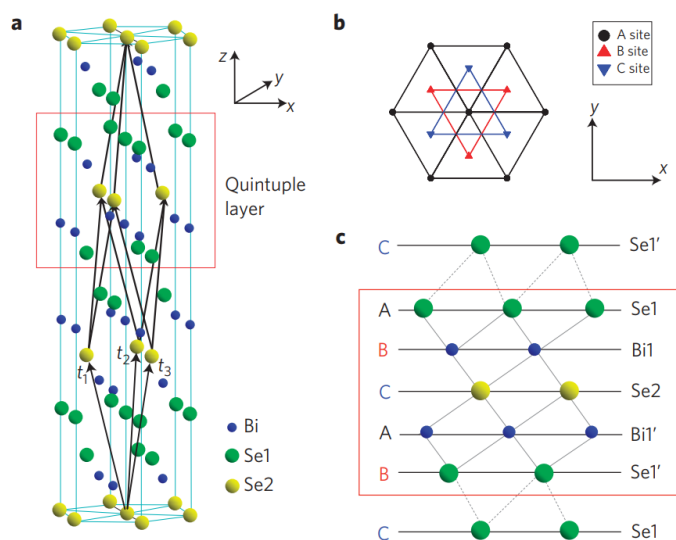 a
z
y
x
Quintuple
layer
t1
t2
t3
Bi
Se1
Se2
b
A site
B site
C site
y
x
c
C Se1′
A Se1
B Bi1
C Se2
A Bi1′
B Se1′
C Se1